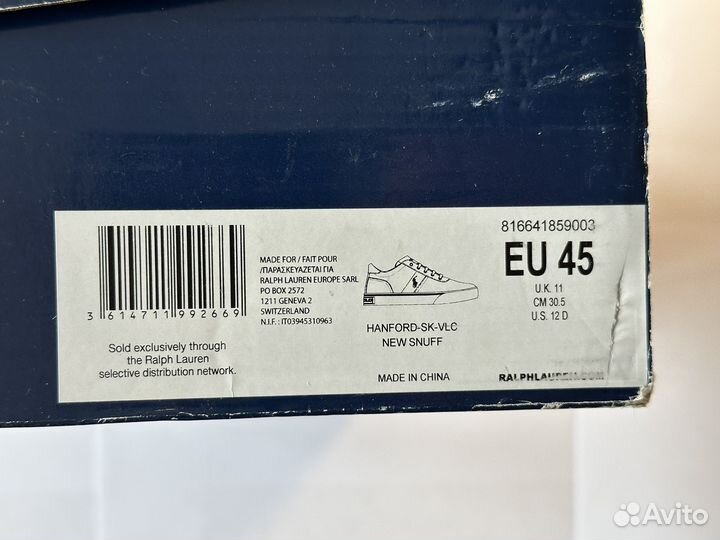 3 614711 992669
Sold exclusively through
the Ralph Lauren
selective distribution network.
MADE FOR / FAIT POUR
/ΠΑΡΑΣΚΕΥΑΖΕΤΑΙ ΓΙΑ
RALPH LAUREN EUROPE SARL
PO BOX 2572
1211 GENEVA 2
SWITZERLAND
N.I.F. : IT03945310963
HANFORD-SK-VLC
NEW SNUFF
MADE IN CHINA
816641859003
EU 45
U.K. 11
CM 30.5
U.S. 12 D
RALPHLAUREN.COM
Avito